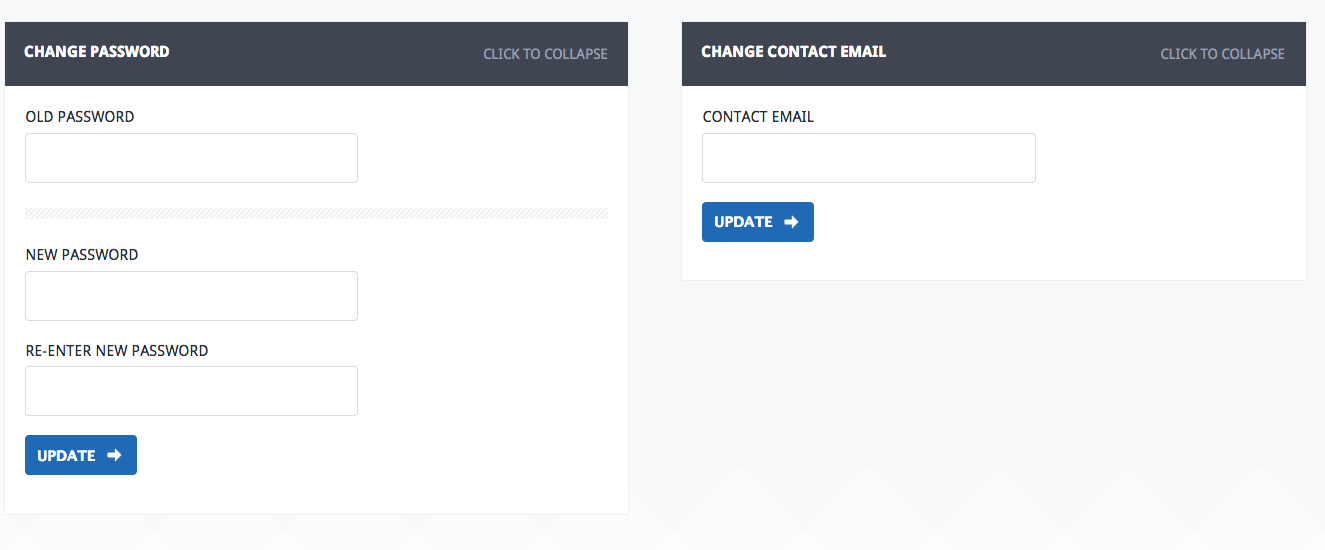 CHANGE PASSWORD
CLICK TO COLLAPSE
OLD PASSWORD
NEW PASSWORD
RE-ENTER NEW PASSWORD
UPDATE
CHANGE CONTACT EMAIL
CLICK TO COLLAPSE
CONTACT EMAIL
UPDATE